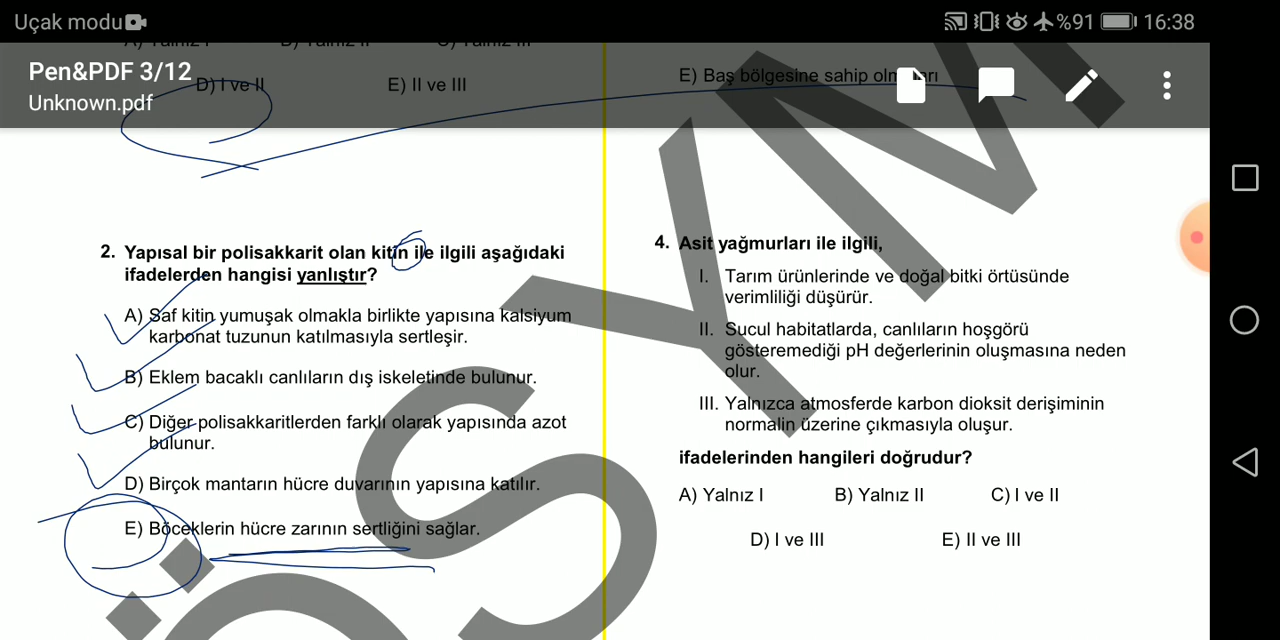 Uçak modu
%91 16:38
Pen&PDF 3/12
Unknown.pdf
D) I ve II E) II ve III
E) Baş bölgesine sahip olmaları
2. Yapısal bir polisakkarit olan kitin ile ilgili aşağıdaki
ifadelerden hangisi yanlıştır?
A) Saf kitin yumuşak olmakla birlikte yapısına kalsiyum
karbonat tuzunun katılmasıyla sertleşir.
B) Eklem bacaklı canlıların dış iskeletinde bulunur.
C) Diğer polisakkaritlerden farklı olarak yapısında azot
bulunur.
D) Birçok mantarın hücre duvarının yapısına katılır.
E) Böceklerin hücre zarının sertliğini sağlar.
4. Asit yağmurları ile ilgili,
I. Tarım ürünlerinde ve doğal bitki örtüsünde
verimliliği düşürür.
II. Sucul habitatlarda, canlıların hoşgörü
gösteremediği pH değerlerinin oluşmasına neden
olur.
III. Yalnızca atmosferde karbon dioksit derişiminin
normalin üzerine çıkmasıyla oluşur.
ifadelerinden hangileri doğrudur?
A) Yalnız I B) Yalnız II C) I ve II
D) I ve III E) II ve III
ÖSYM